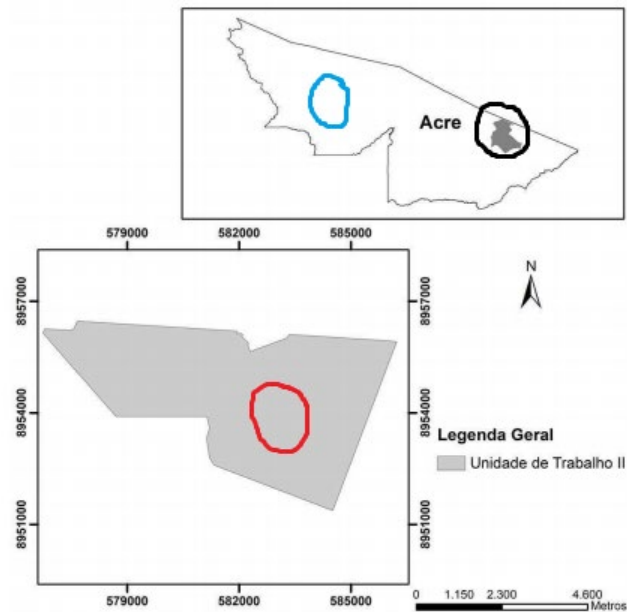 Acre
579000 582000 585000
8957000 8957000
N
8954000 8954000
Legenda Geral
Unidade de Trabalho II
8951000 8951000
579000 582000 585000
0 1.150 2.300 4.600
Metros